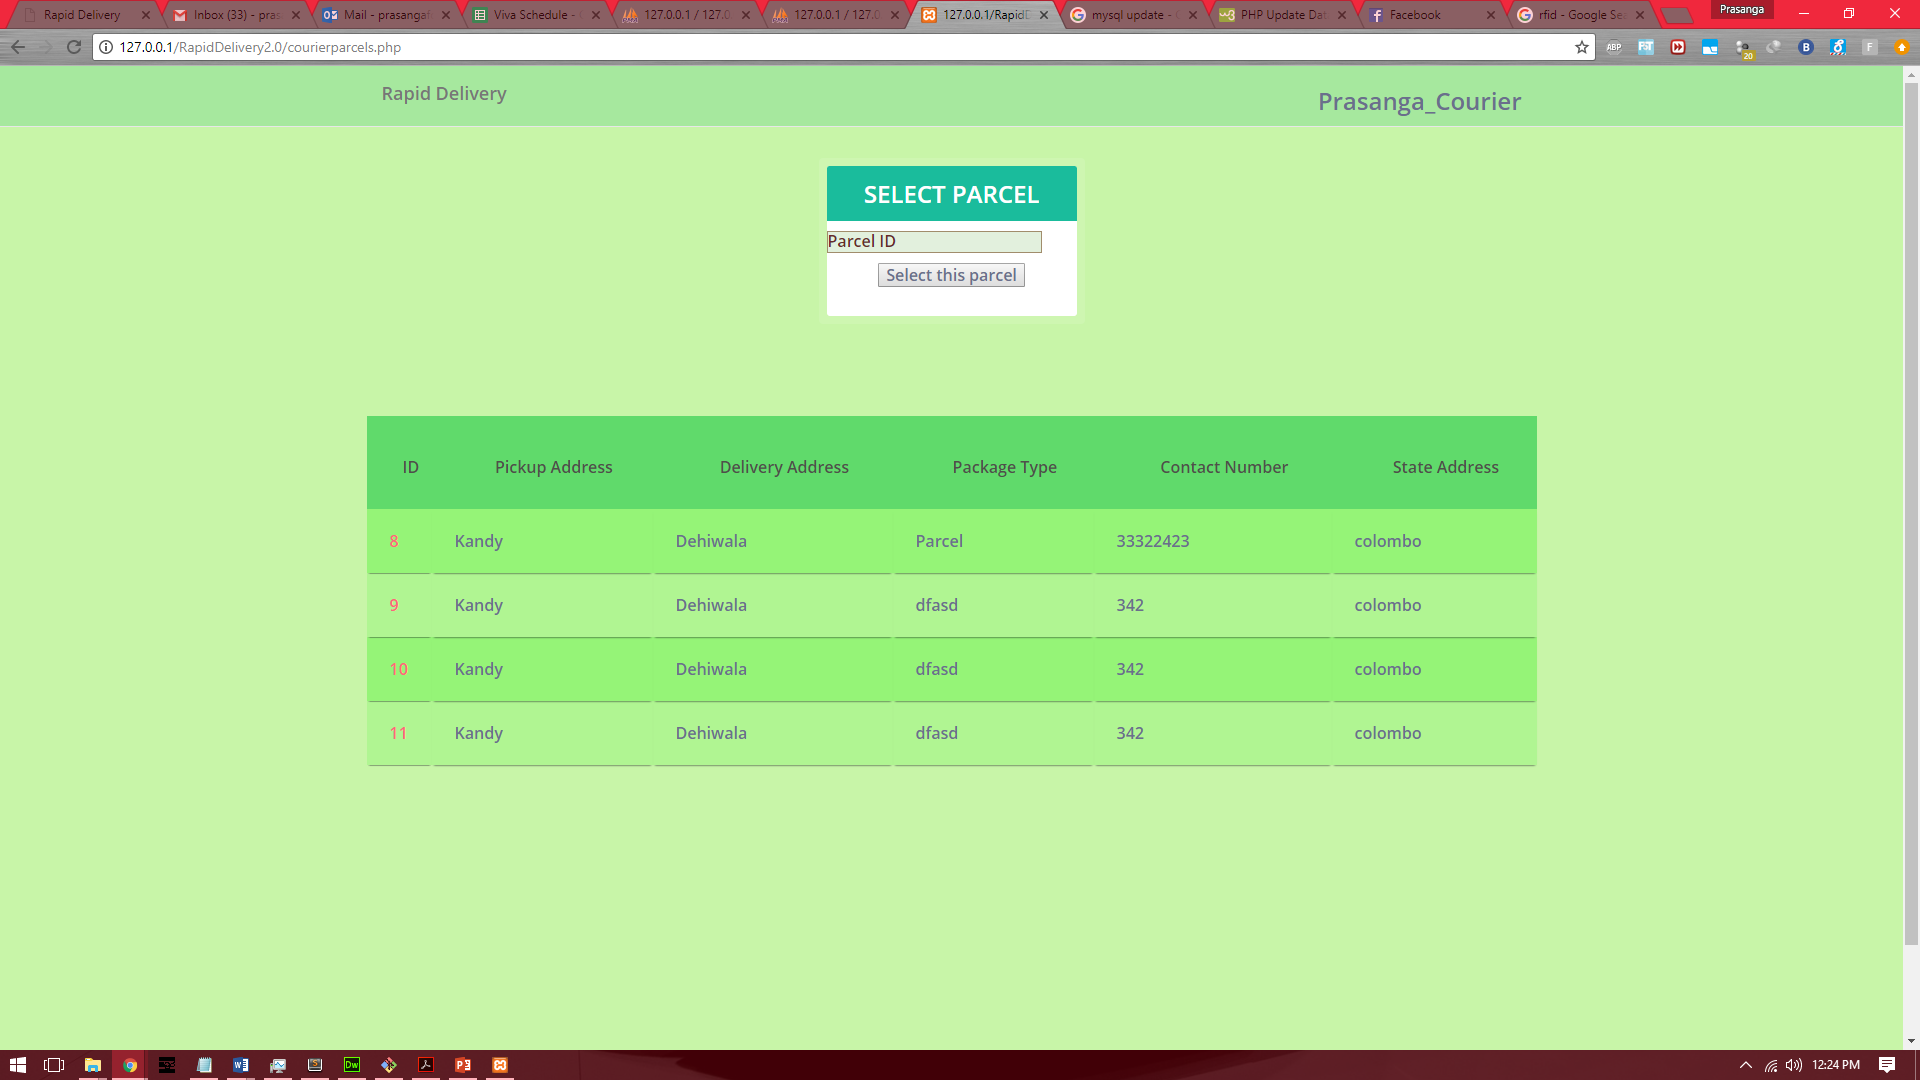 Prasanga
Rapid Delivery
Inbox (33) - pras
Mail - prasangaf
Viva Schedule -
127.0.0.1 / 127.0
127.0.0.1 / 127.0
127.0.0.1/RapidD
mysql update -
PHP Update Dat
Facebook
rfid - Google Se
127.0.0.1/RapidDelivery2.0/courierparcels.php
ABP
B
F
20
Rapid Delivery
Prasanga_Courier
SELECT PARCEL
Parcel ID
Select this parcel
ID Pickup Address Delivery Address Package Type Contact Number State Address
8 Kandy Dehiwala Parcel 33322423 colombo
9 Kandy Dehiwala dfasd 342 colombo
10 Kandy Dehiwala dfasd 342 colombo
11 Kandy Dehiwala dfasd 342 colombo
Dw
12:24 PM